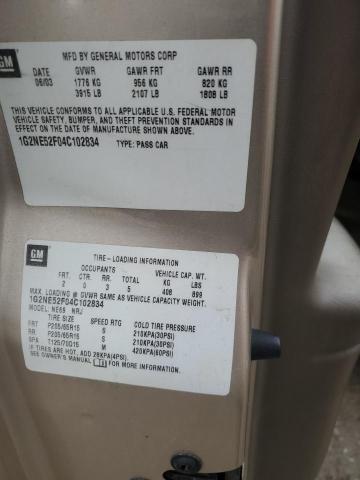 GM
MFD BY GENERAL MOTORS CORP
DATE GVWR GAWR FRT GAWR RR
06/03 1776 KG 956 KG 820 KG
3915 LB 2107 LB 1808 LB
THIS VEHICLE CONFORMS TO ALL APPLICABLE U.S. FEDERAL MOTOR
VEHICLE SAFETY, BUMPER, AND THEFT PREVENTION STANDARDS IN
EFFECT ON THE DATE OF MANUFACTURE SHOWN ABOVE.
1G2NE52F04C102834 TYPE: PASS CAR
GM
TIRE-LOADING INFORMATION
OCCUPANTS VEHICLE CAP. WT.
FRT. CTR. RR. TOTAL KG LBS
2 0 3 5 408 899
MAX. LOADING @ GVWR SAME AS VEHICLE CAPACITY WEIGHT.
1G2NE52F04C102834
MODEL: NE69 NRJ
TIRE SIZE SPEED RTG COLD TIRE PRESSURE
FRT P205/65R15 S 210KPA(30PSI)
RR P205/65R15 S 210KPA(30PSI)
SPA T125/70D15 M 420KPA(60PSI)
IF TIRES ARE HOT, ADD 28KPA(4PSI).
SEE OWNER'S MANUAL FOR MORE INFORMATION